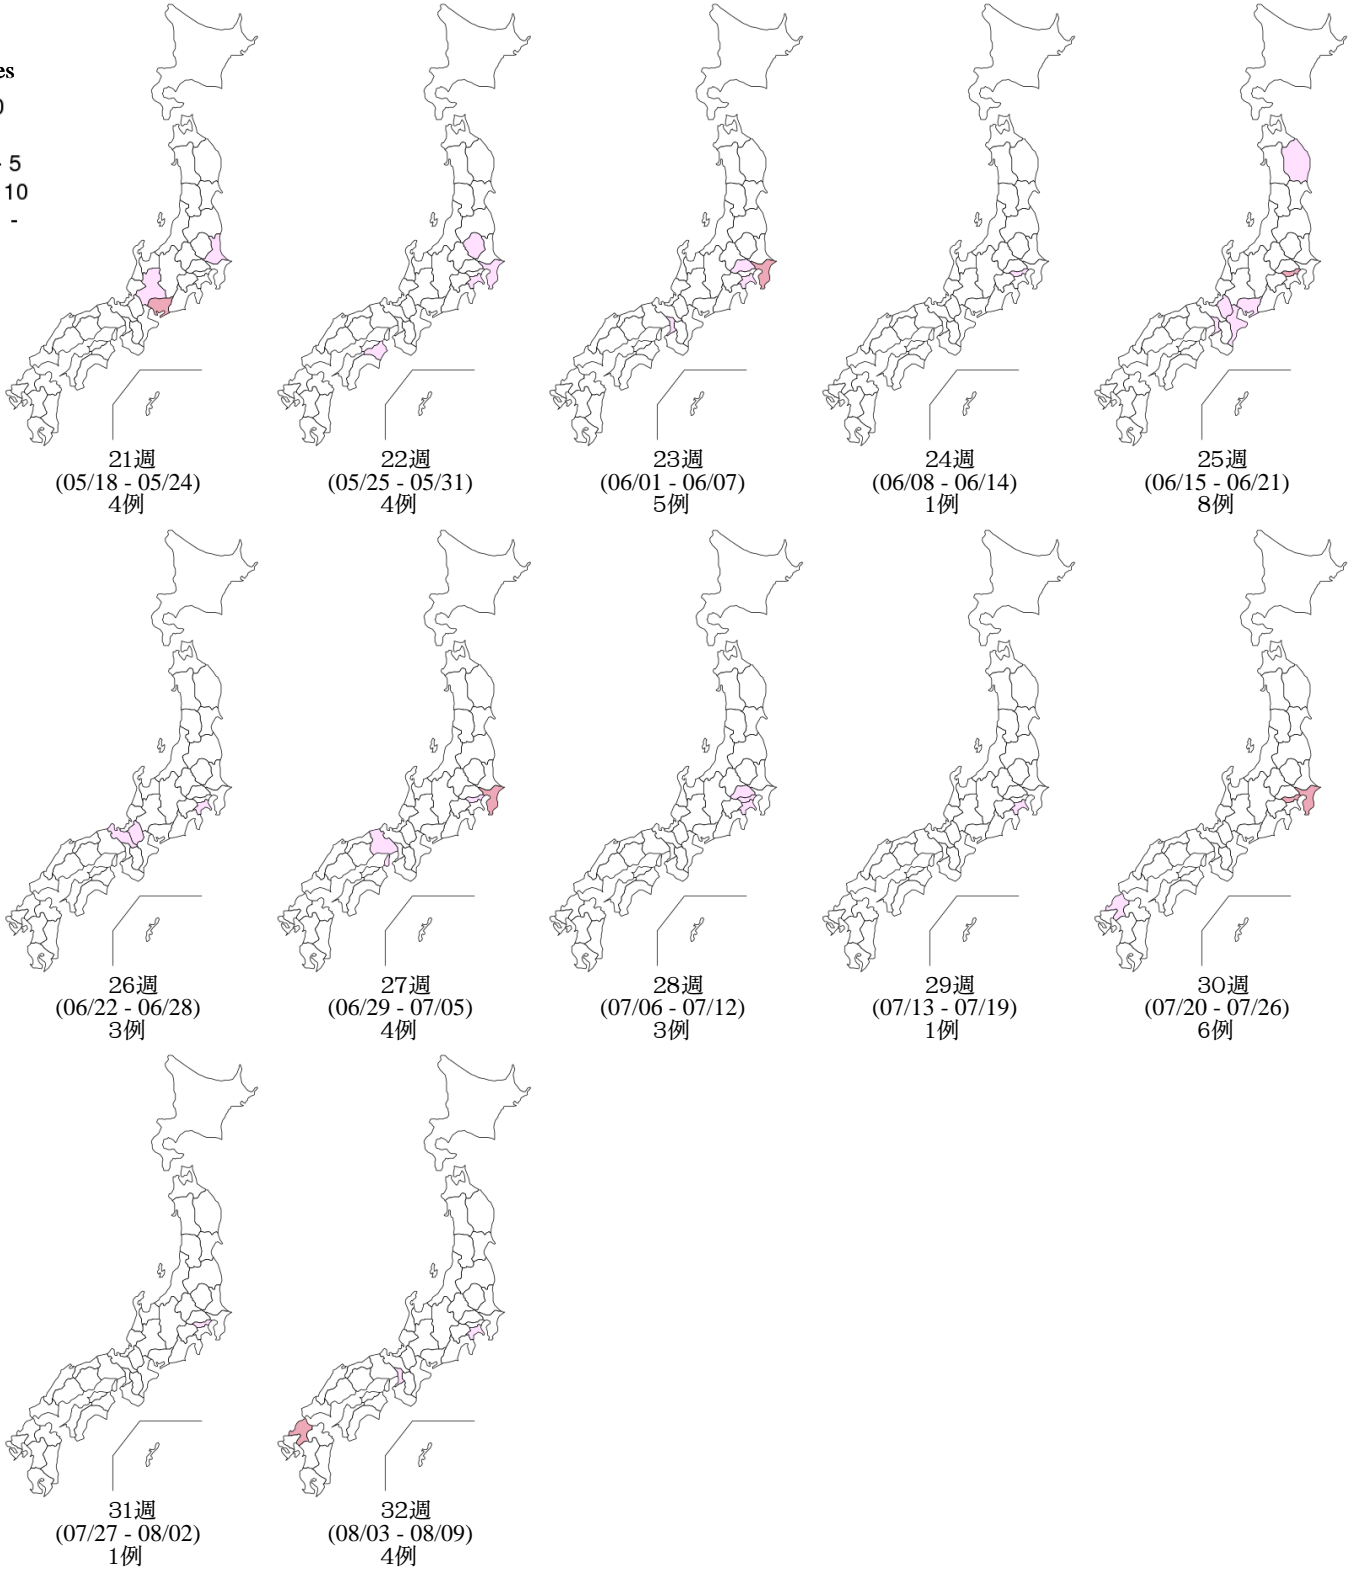 es
0
- 5
10
-
21週
(05/18 - 05/24)
4例
22週
(05/25 - 05/31)
4例
23週
(06/01 - 06/07)
5例
24週
(06/08 - 06/14)
1例
25週
(06/15 - 06/21)
8例
26週
(06/22 - 06/28)
3例
27週
(06/29 - 07/05)
4例
28週
(07/06 - 07/12)
3例
29週
(07/13 - 07/19)
1例
30週
(07/20 - 07/26)
6例
31週
(07/27 - 08/02)
1例
32週
(08/03 - 08/09)
4例